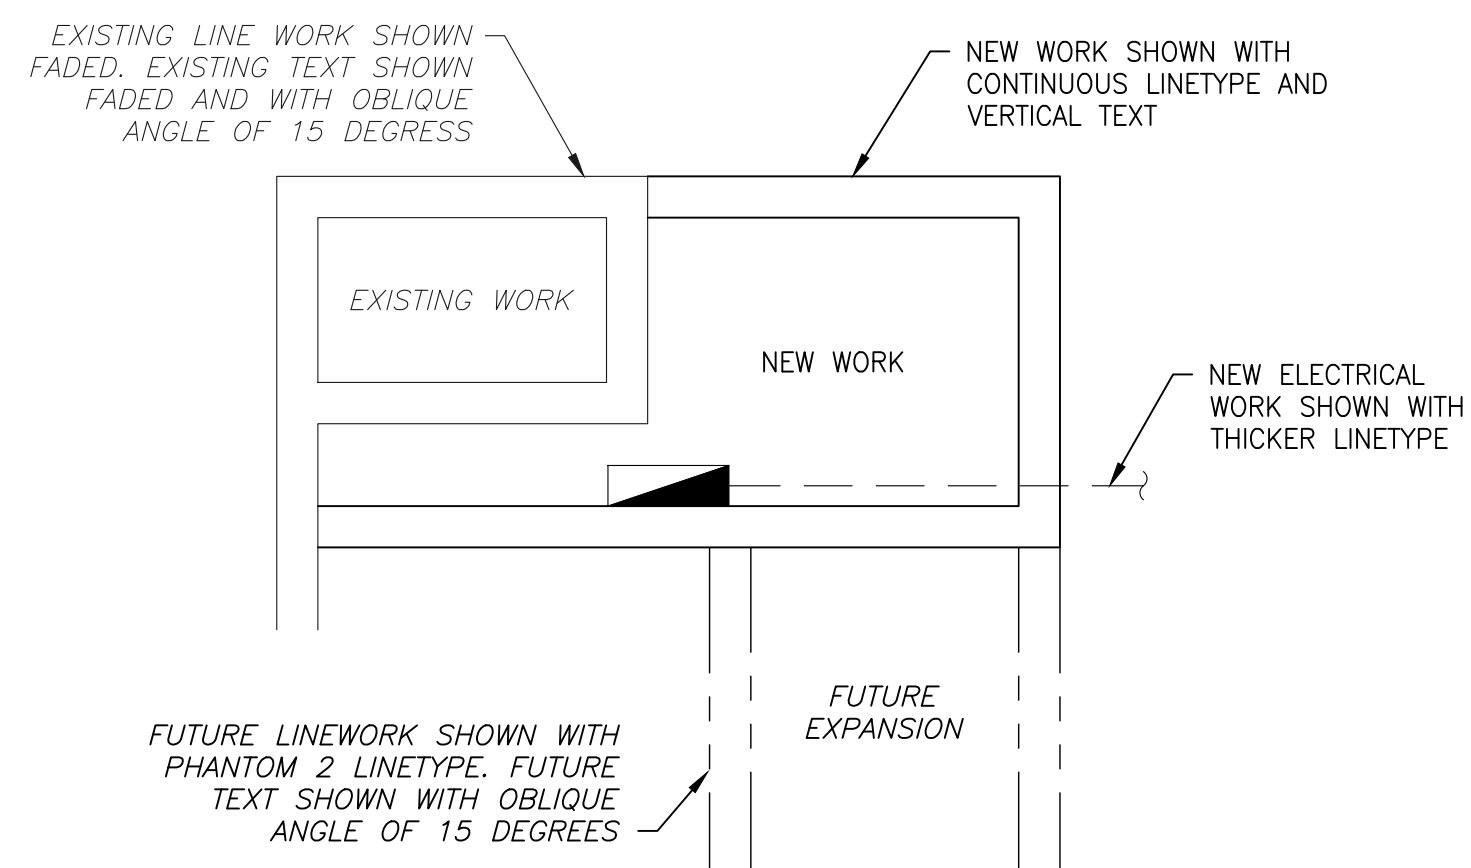 EXISTING LINE WORK SHOWN
FADED. EXISTING TEXT SHOWN
FADED AND WITH OBLIQUE
ANGLE OF 15 DEGRESS
NEW WORK SHOWN WITH
CONTINUOUS LINETYPE AND
VERTICAL TEXT
EXISTING WORK
NEW WORK
NEW ELECTRICAL
WORK SHOWN WITH
THICKER LINETYPE
FUTURE
EXPANSION
FUTURE LINEWORK SHOWN WITH
PHANTOM 2 LINETYPE. FUTURE
TEXT SHOWN WITH OBLIQUE
ANGLE OF 15 DEGREES